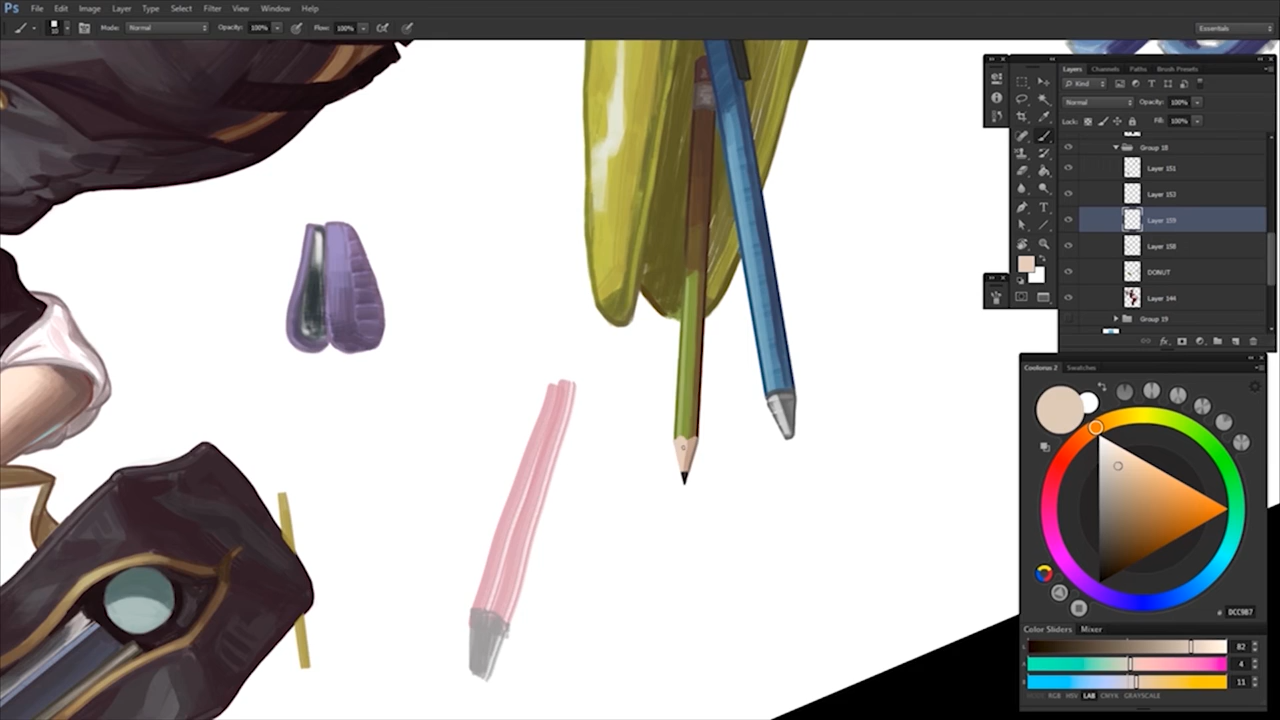 Ps File Edit Image Layer Type Select Filter View Window Help
10 Mode: Normal Opacity: 100% Flow: 100% Essentials
Layers Channels Paths Brush Presets
Kind
Normal Opacity: 100%
Lock: Fill: 100%
Group 18
Layer 151
Layer 153
Layer 159
Layer 158
DONUT
Layer 144
Group 19
Coolorus 2 Swatches
# DCC9B7
Color Sliders Mixer
L 82
A 4
B 11
RGB HSV LAB CMYK GRAYSCALE